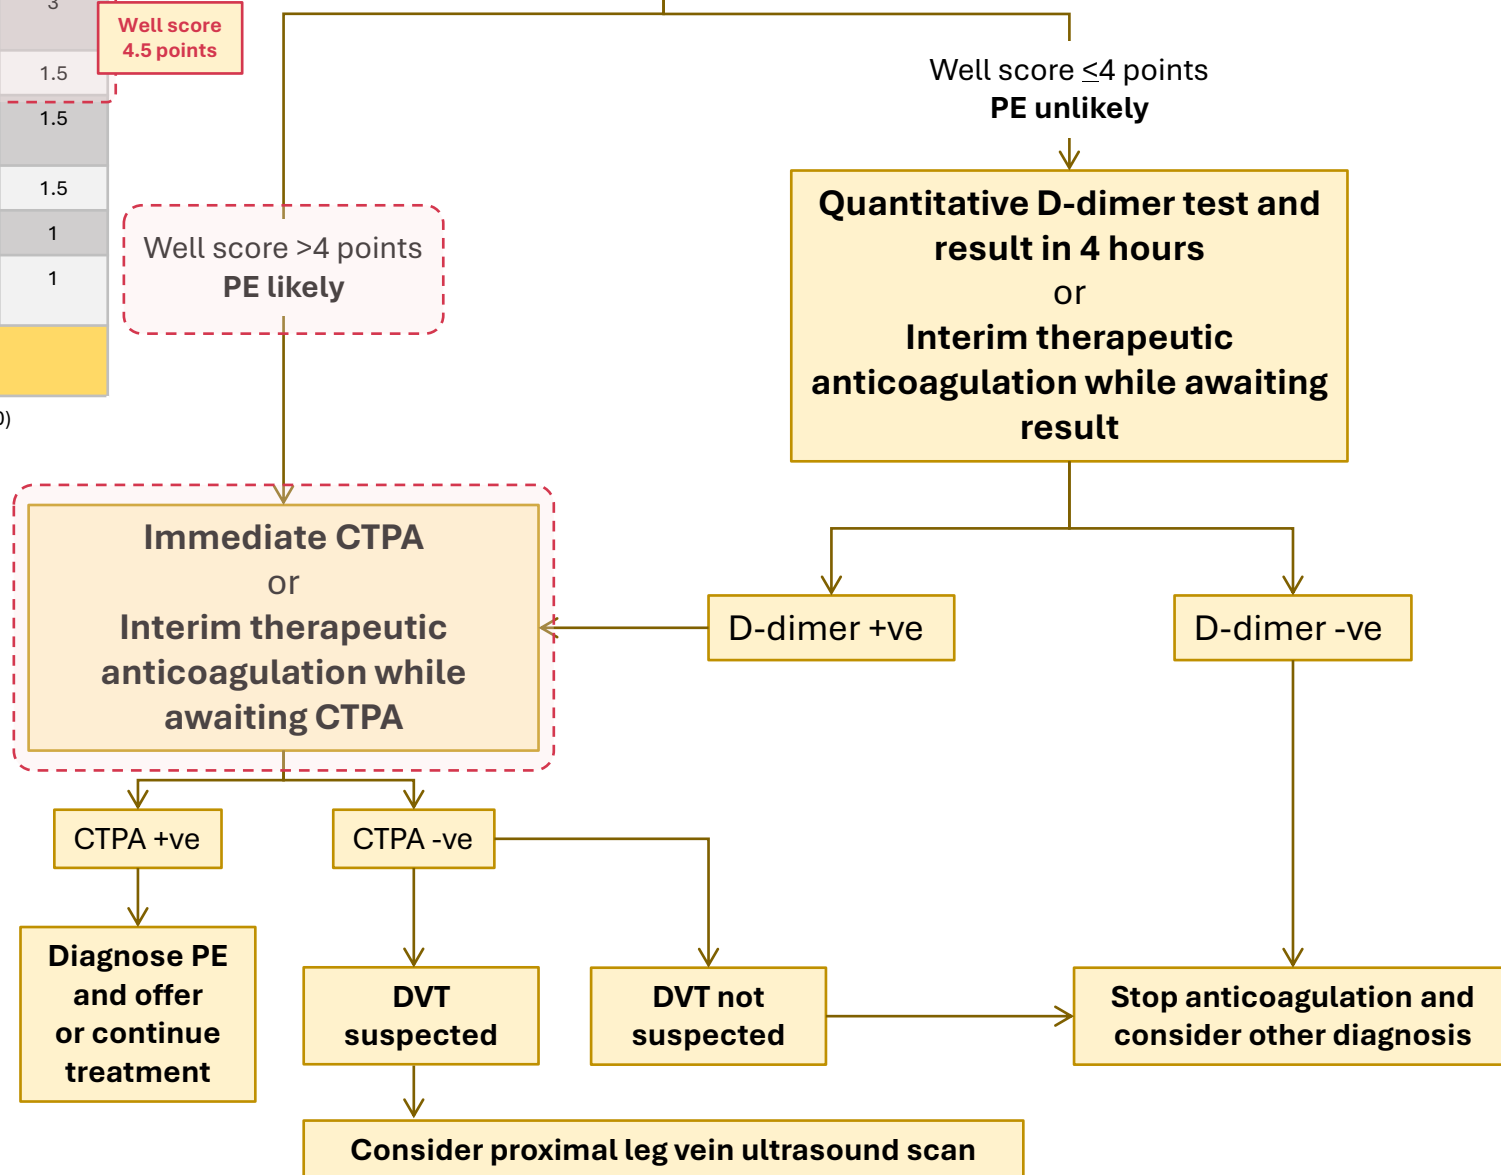 3
Well score
4.5 points
1.5
1.5
1.5
1
1
0)
Well score ≤4 points
PE unlikely
Well score >4 points
PE likely
Quantitative D-dimer test and
result in 4 hours
or
Interim therapeutic
anticoagulation while awaiting
result
Immediate CTPA
or
Interim therapeutic
anticoagulation while
awaiting CTPA
D-dimer +ve
D-dimer -ve
CTPA +ve
CTPA -ve
Diagnose PE
and offer
or continue
treatment
DVT
suspected
DVT not
suspected
Stop anticoagulation and
consider other diagnosis
Consider proximal leg vein ultrasound scan